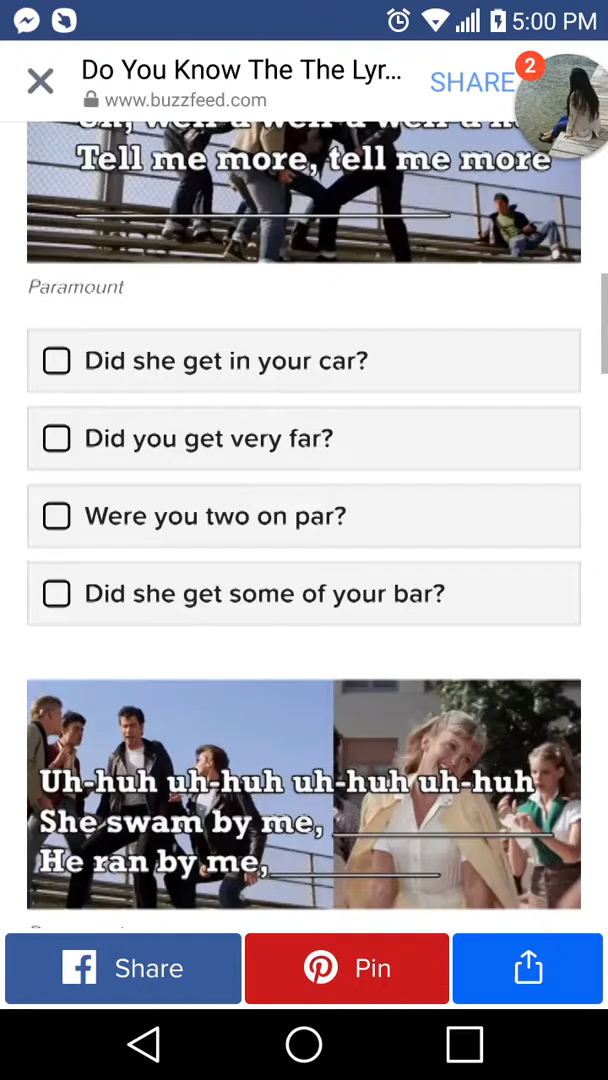 5:00 PM
Do You Know The The Lyr...
SHARE
2
www.buzzfeed.com
Tell me more, tell me more
Paramount
Did she get in your car?
Did you get very far?
Were you two on par?
Did she get some of your bar?
Uh-huh uh-huh uh-huh uh-huh
She swam by me,
He ran by me,
Share
Pin